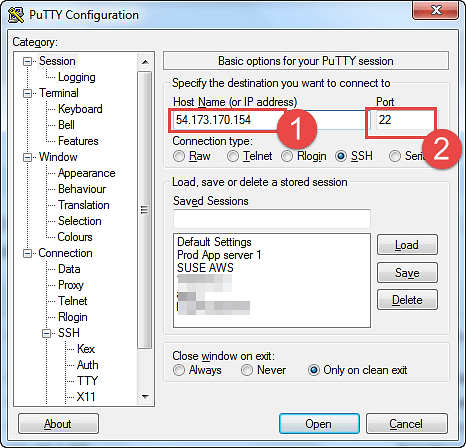 PuTTY Configuration
Category:
Session
Logging
Terminal
Keyboard
Bell
Features
Window
Appearance
Behaviour
Translation
Selection
Colours
Connection
Data
Proxy
Telnet
Rlogin
SSH
Kex
Auth
TTY
X11
Basic options for your PuTTY session
Specify the destination you want to connect to
Host Name (or IP address) Port
54.173.170.154 22
1
2
Connection type:
Raw Telnet Rlogin SSH
Load, save or delete a stored session
Saved Sessions
Default Settings
Prod App server 1
SUSE AWS
Load
Save
Delete
Close window on exit:
Always Never Only on clean exit
About Open Cancel